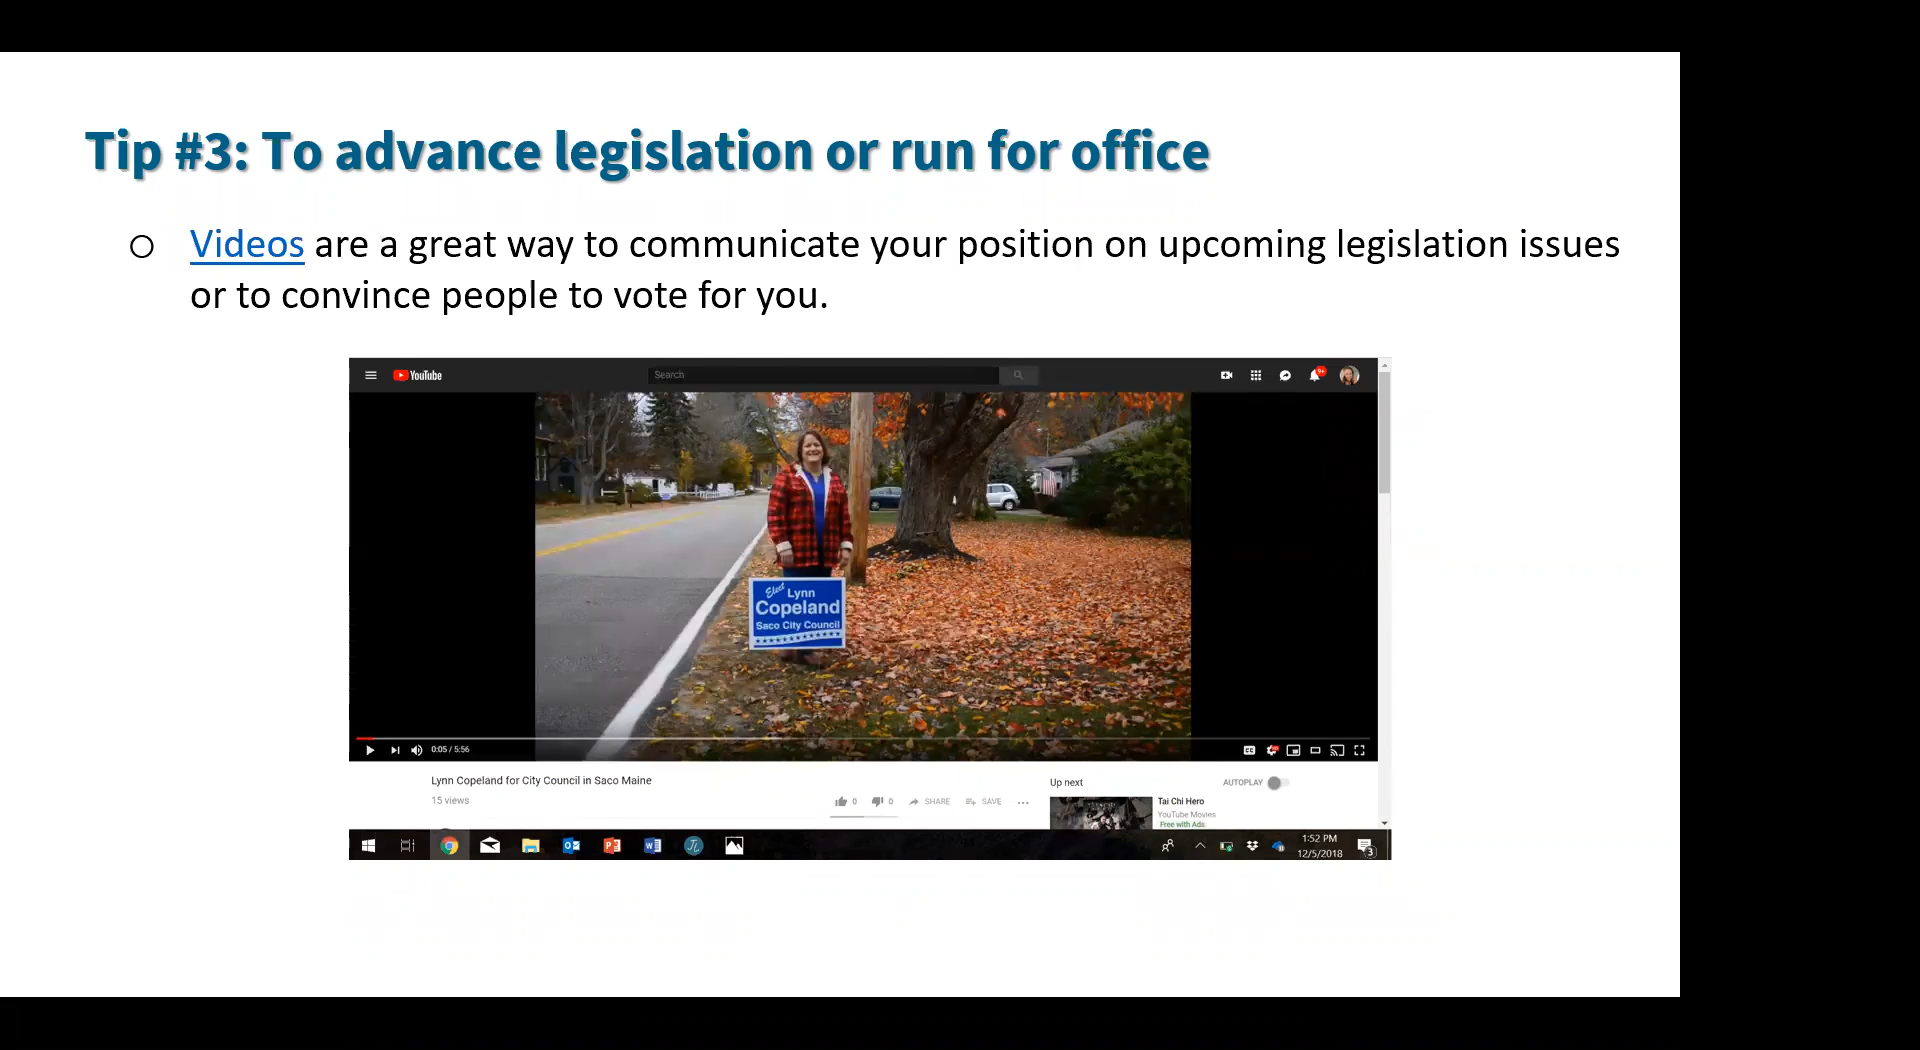 Tip #3: To advance legislation or run for office
Videos are a great way to communicate your position on upcoming legislation issues
or to convince people to vote for you.
YouTube
Search
9+
Elect Lynn
Copeland
Saco City Council
0:05 / 5:56
CC
Lynn Copeland for City Council in Saco Maine
15 views
0
0
SHARE
SAVE
Up next
AUTOPLAY
Tai Chi Hero
YouTube Movies
Free with Ads
1:52 PM
12/5/2018
3